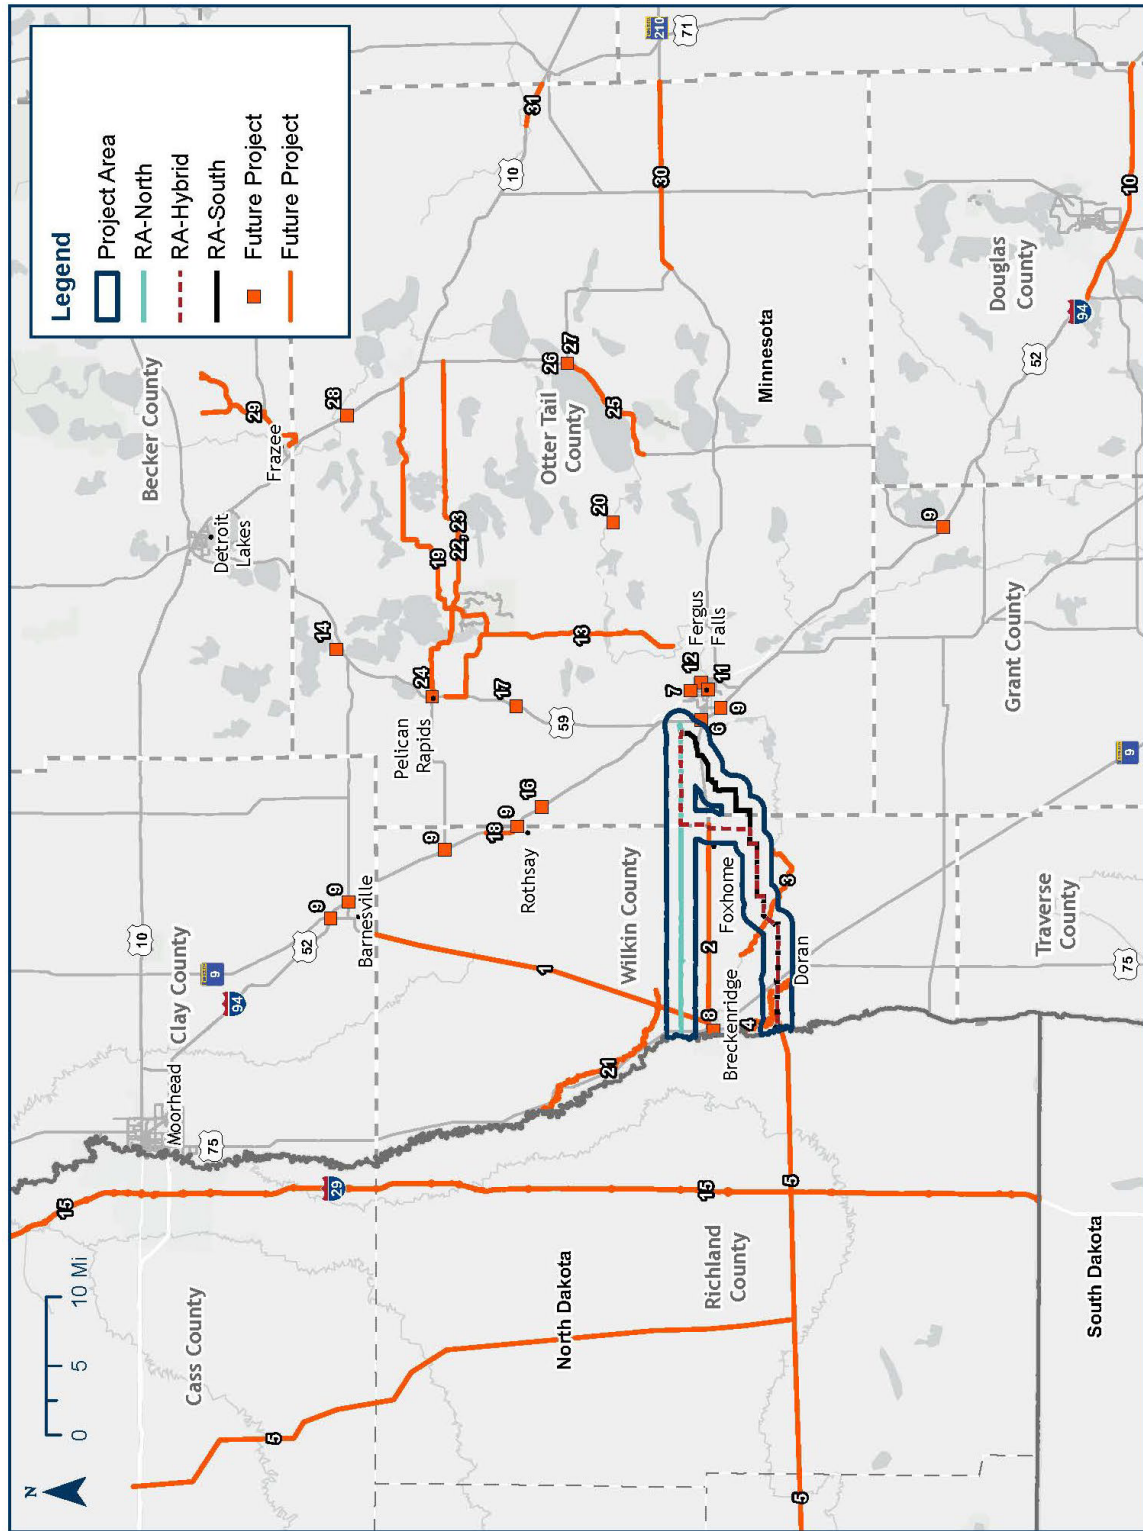 Legend
Project Area
RA-North
RA-Hybrid
RA-South
Future Project
Future Project
N
0 5 10 Mi
15
Cass County
5
Moorhead
75
29
10
Clay County
9
94
52
Barnesville
9
9
Becker County
Detroit
Lakes
Frazee
29
28
14
10
31
210
71
Pelican
Rapids
24
19
22, 23
9
18
9
16
Rothsay
17
59
13
1
21
Wilkin County
Otter Tail
County
26
27
25
20
30
North Dakota
Richland
County
15
5
5
8
2
Breckenridge
4
Foxhome
Doran
3
7
12
11
6
9
Fergus
Falls
Minnesota
9
52
94
Douglas
County
10
Grant County
9
Traverse
County
75
South Dakota